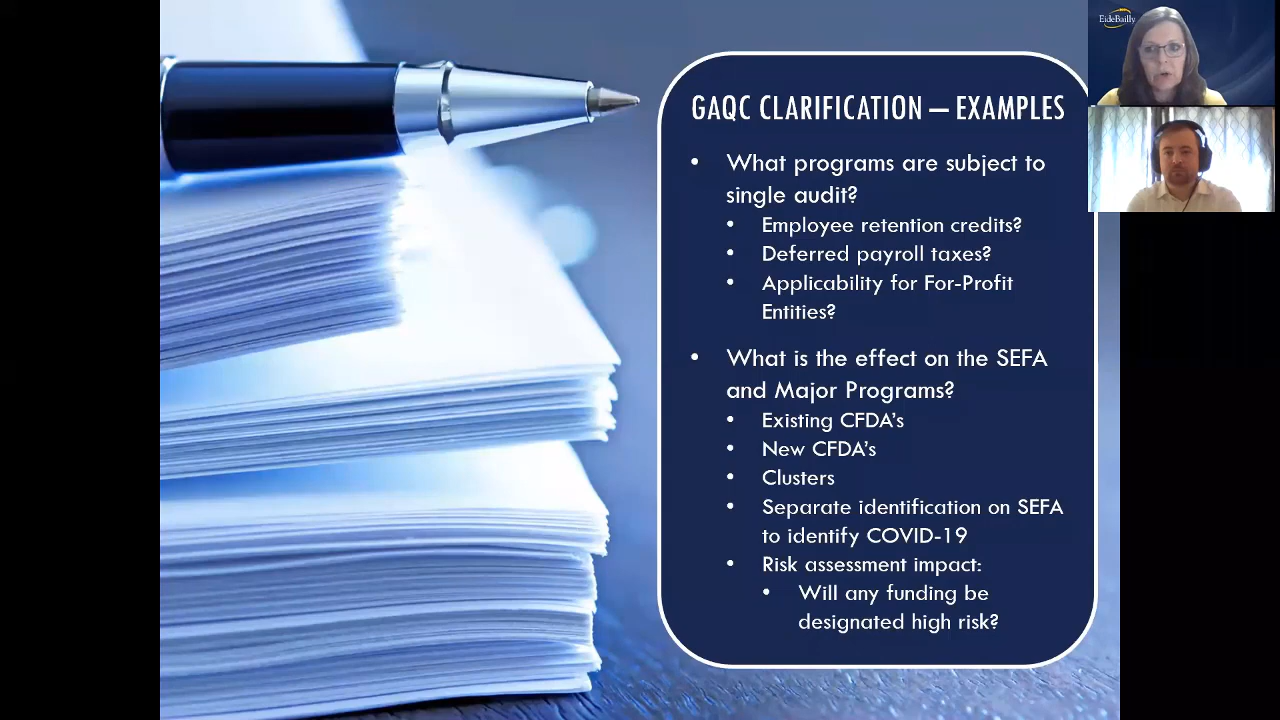 EideBailly
GAQC CLARIFICATION – EXAMPLES
• What programs are subject to
single audit?
• Employee retention credits?
• Deferred payroll taxes?
• Applicability for For-Profit
Entities?
• What is the effect on the SEFA
and Major Programs?
• Existing CFDA's
• New CFDA's
• Clusters
• Separate identification on SEFA
to identify COVID-19
• Risk assessment impact:
• Will any funding be
designated high risk?